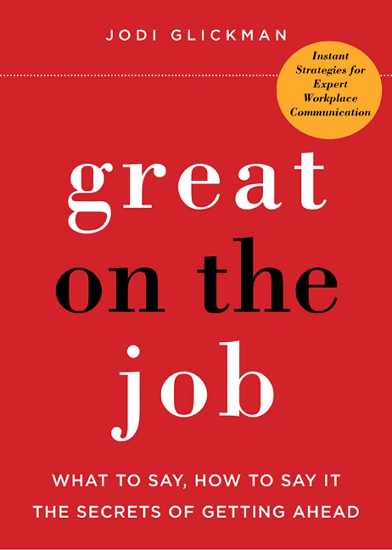 JODI GLICKMAN
Instant
Strategies for
Expert
Workplace
Communication
great
on the
job
WHAT TO SAY, HOW TO SAY IT
THE SECRETS OF GETTING AHEAD